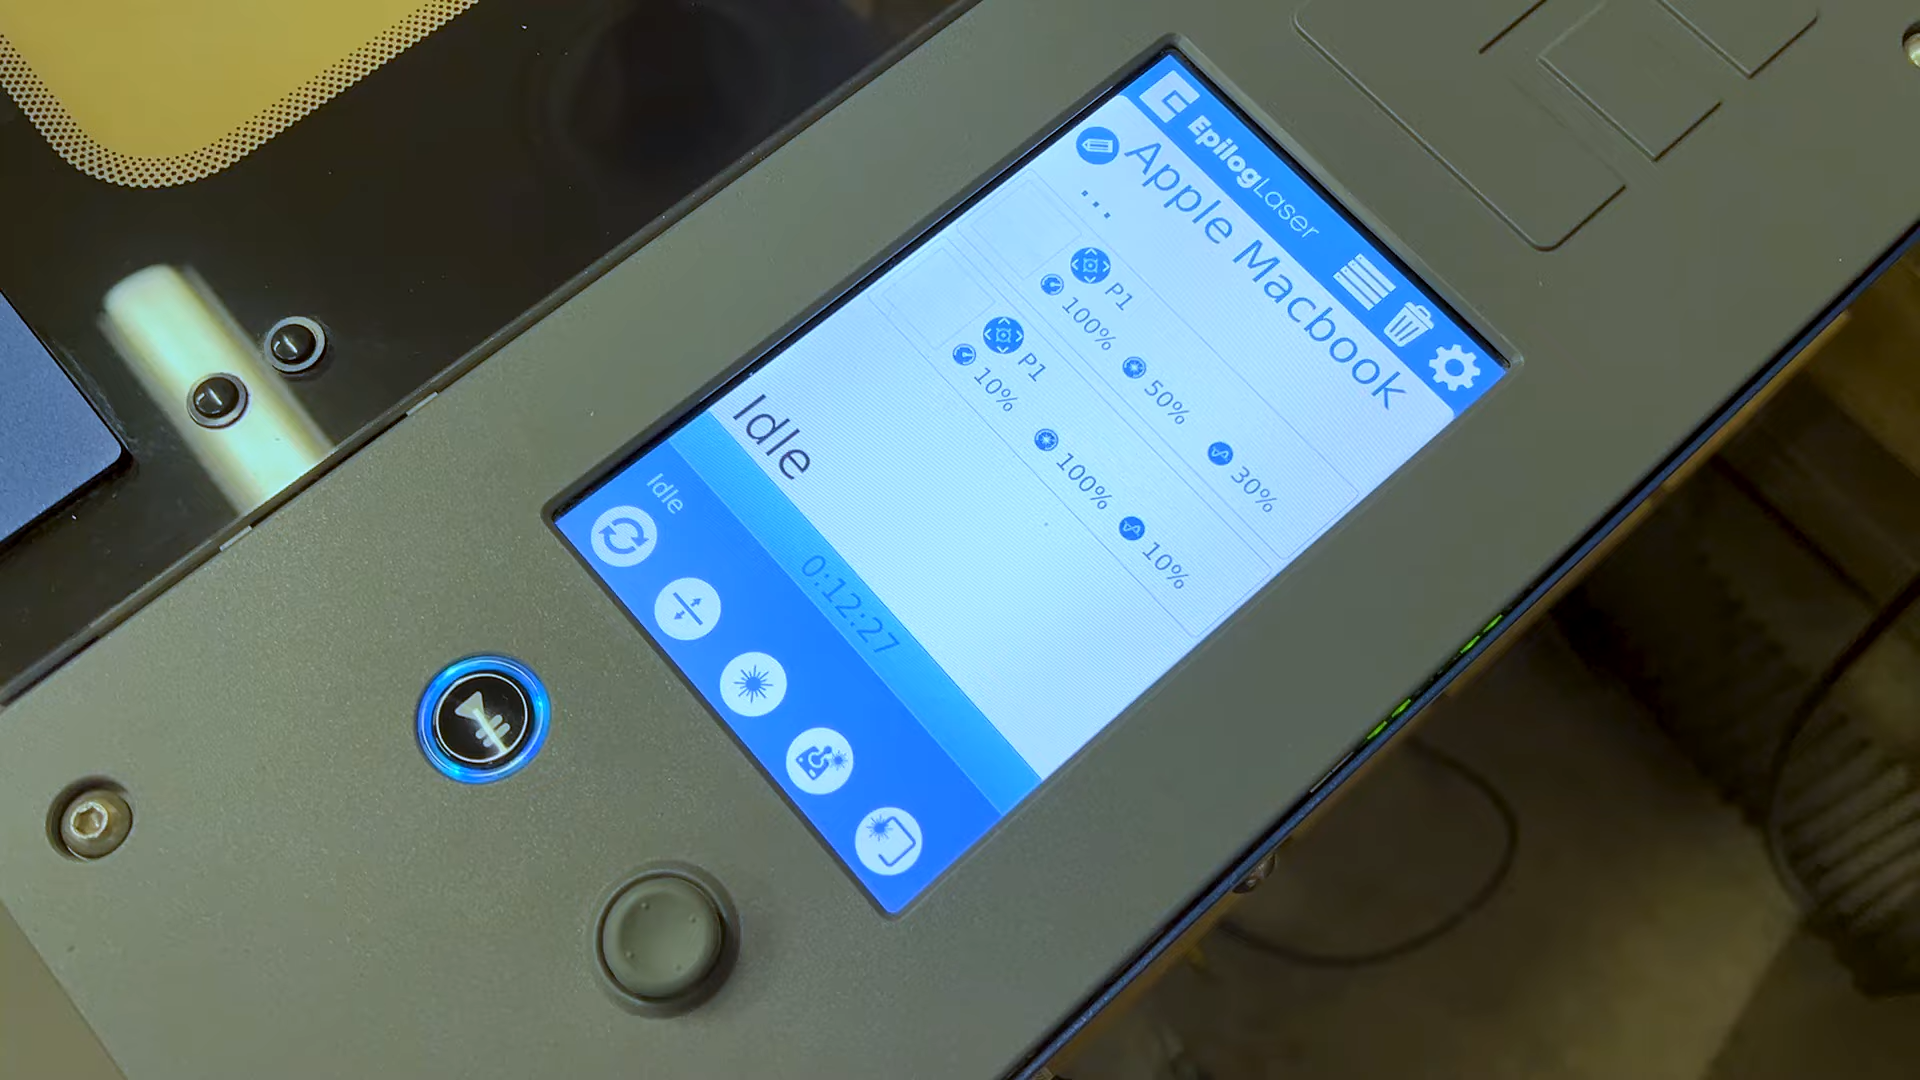 EpilogLaser
Apple Macbook
...
P1
100% 50% 30%
P1
10% 100% 10%
Idle
0:12:27
Idle